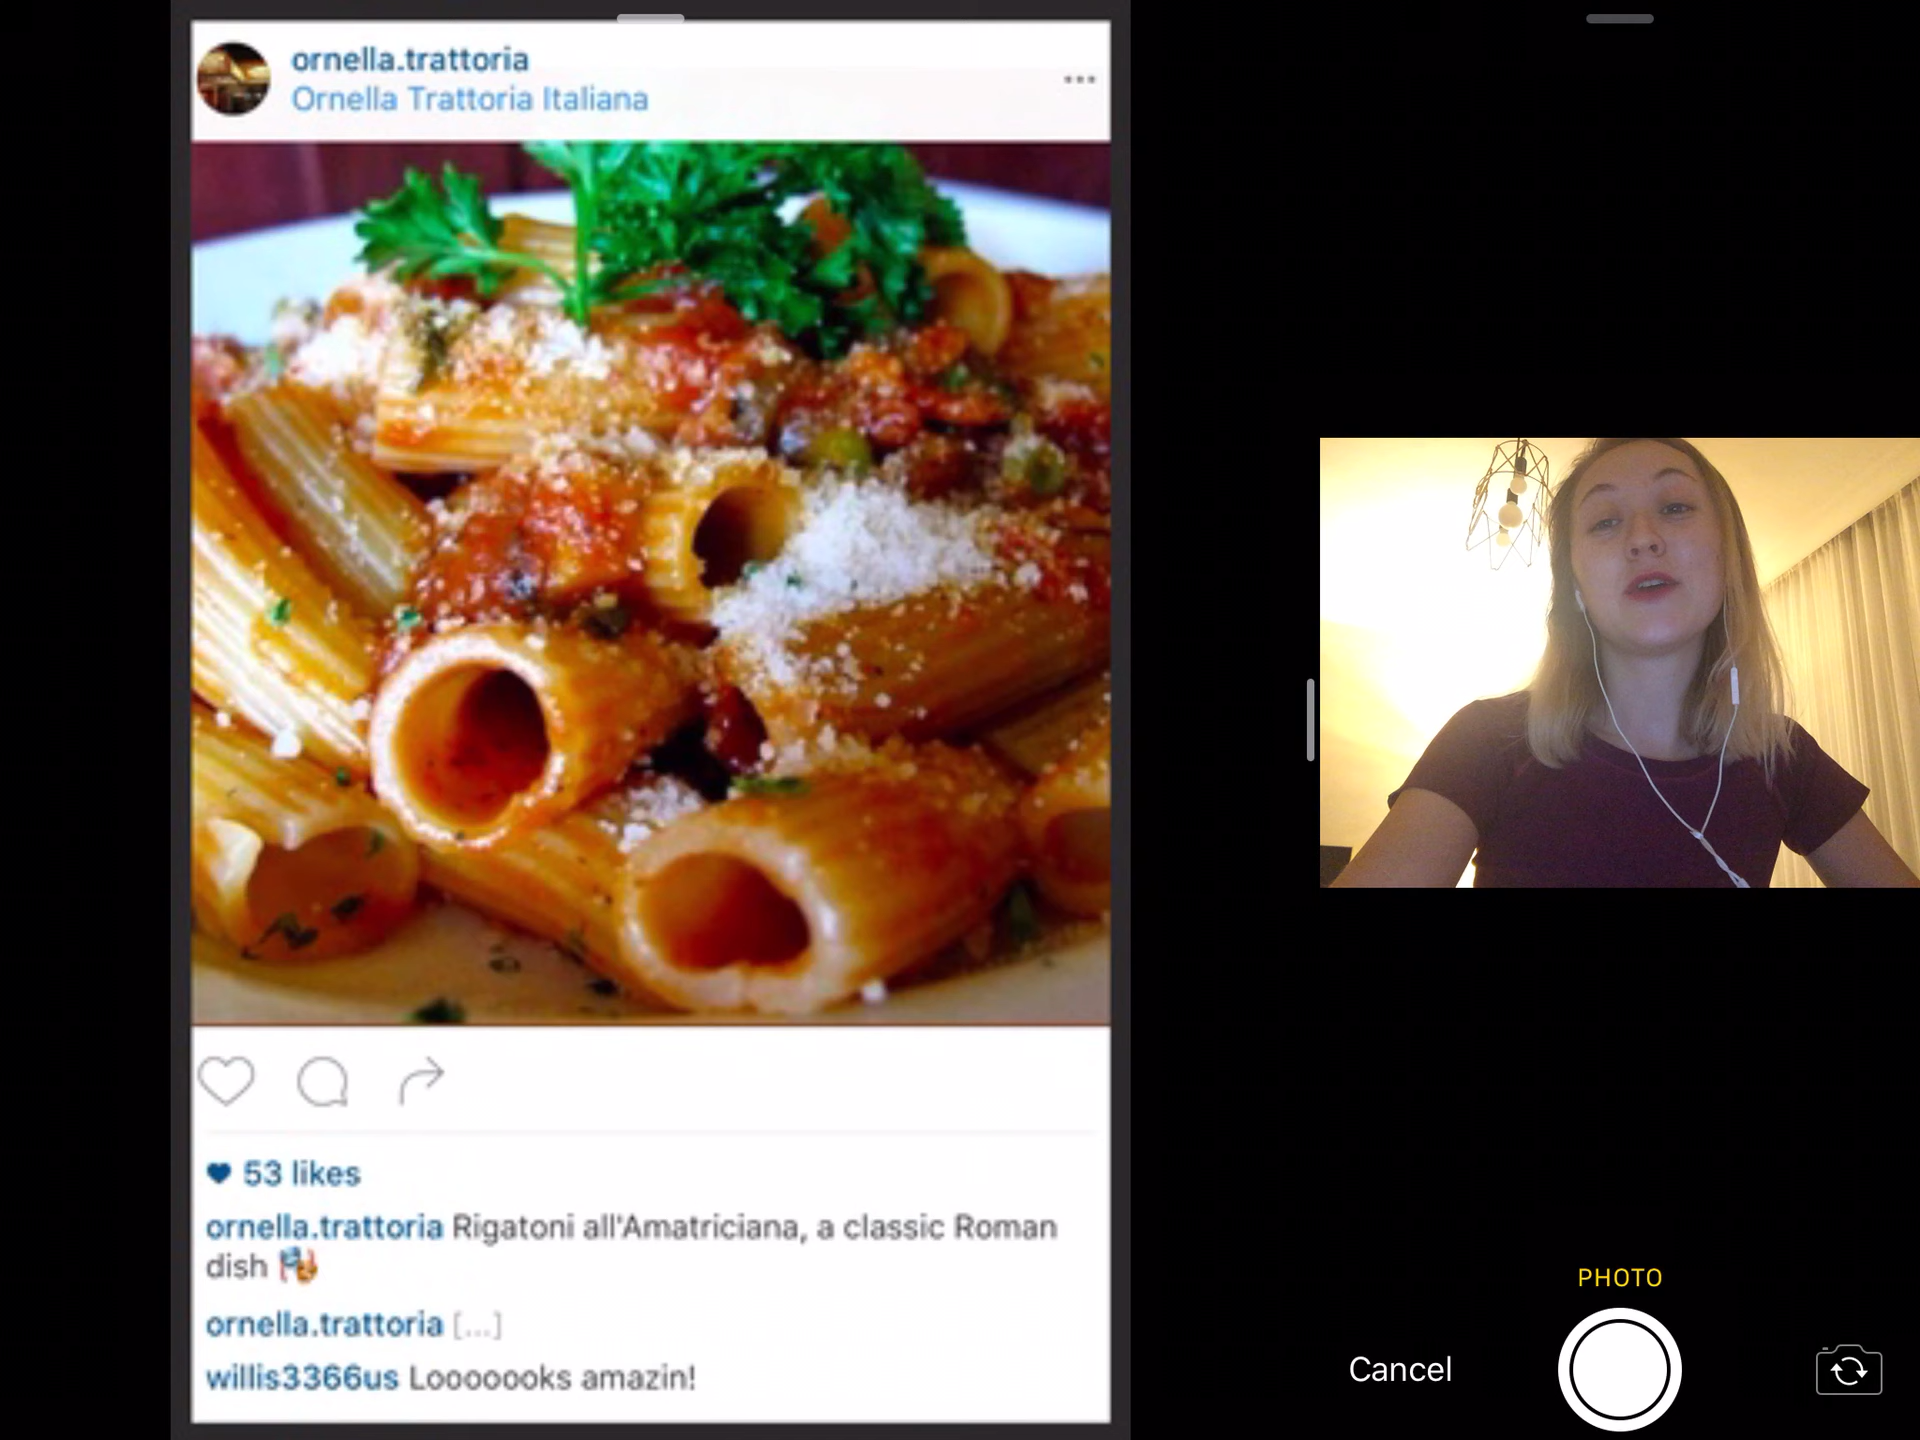 ornella.trattoria
Ornella Trattoria Italiana
53 likes
ornella.trattoria Rigatoni all'Amatriciana, a classic Roman
dish
ornella.trattoria [...]
willis3366us Nooooooks amazin!
PHOTO
Cancel